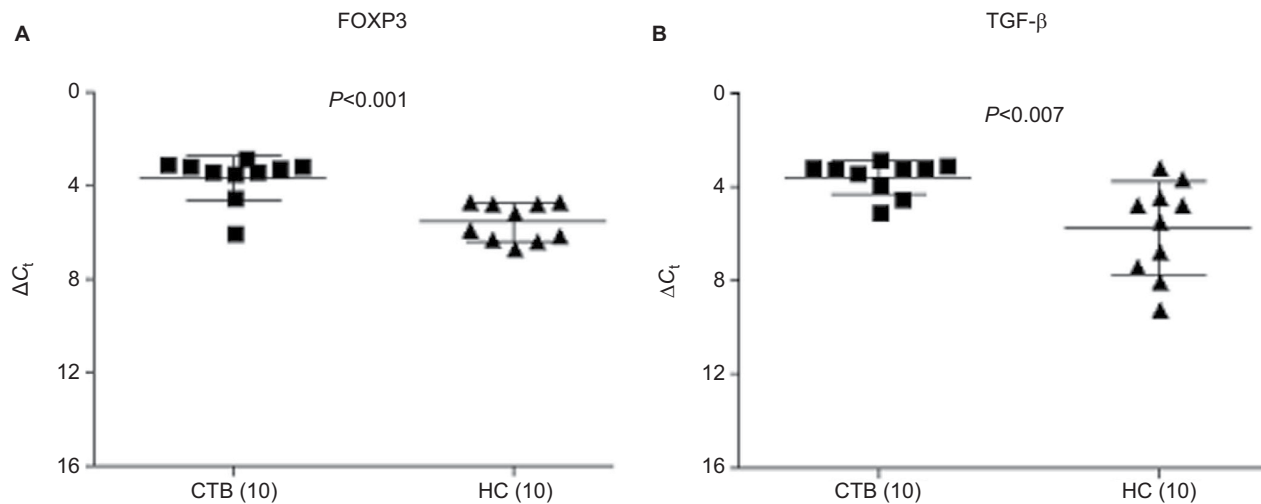 A
FOXP3
P<0.001
0
4
8
12
16
ΔCt
CTB (10)
HC (10)
B
TGF-β
P<0.007
0
4
8
12
16
ΔCt
CTB (10)
HC (10)